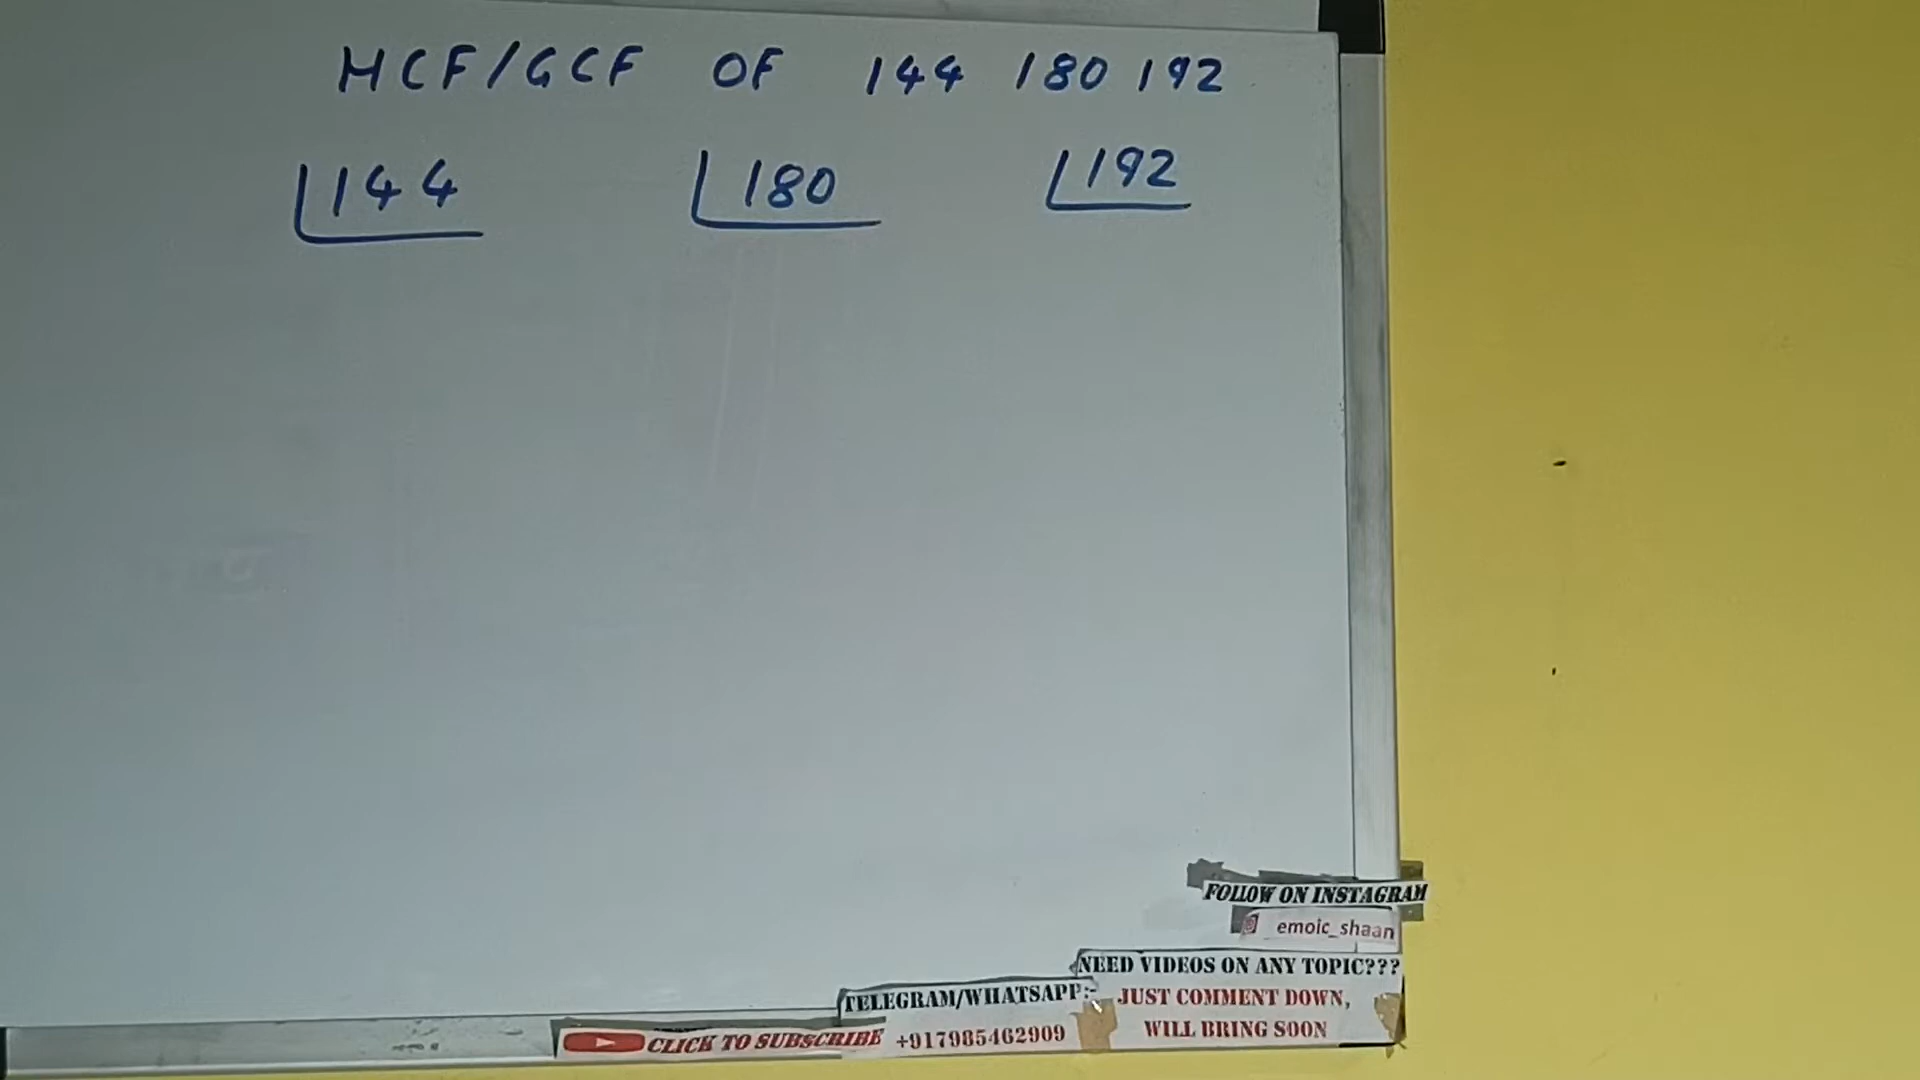 HCF/GCF OF 144 180 192
144 180 192
FOLLOW ON INSTAGRAM
emoic_shaan
NEED VIDEOS ON ANY TOPIC???
JUST COMMENT DOWN,
WILL BRING SOON
TELEGRAM/WHATSAPP:-
+917985462909
CLICK TO SUBSCRIBE